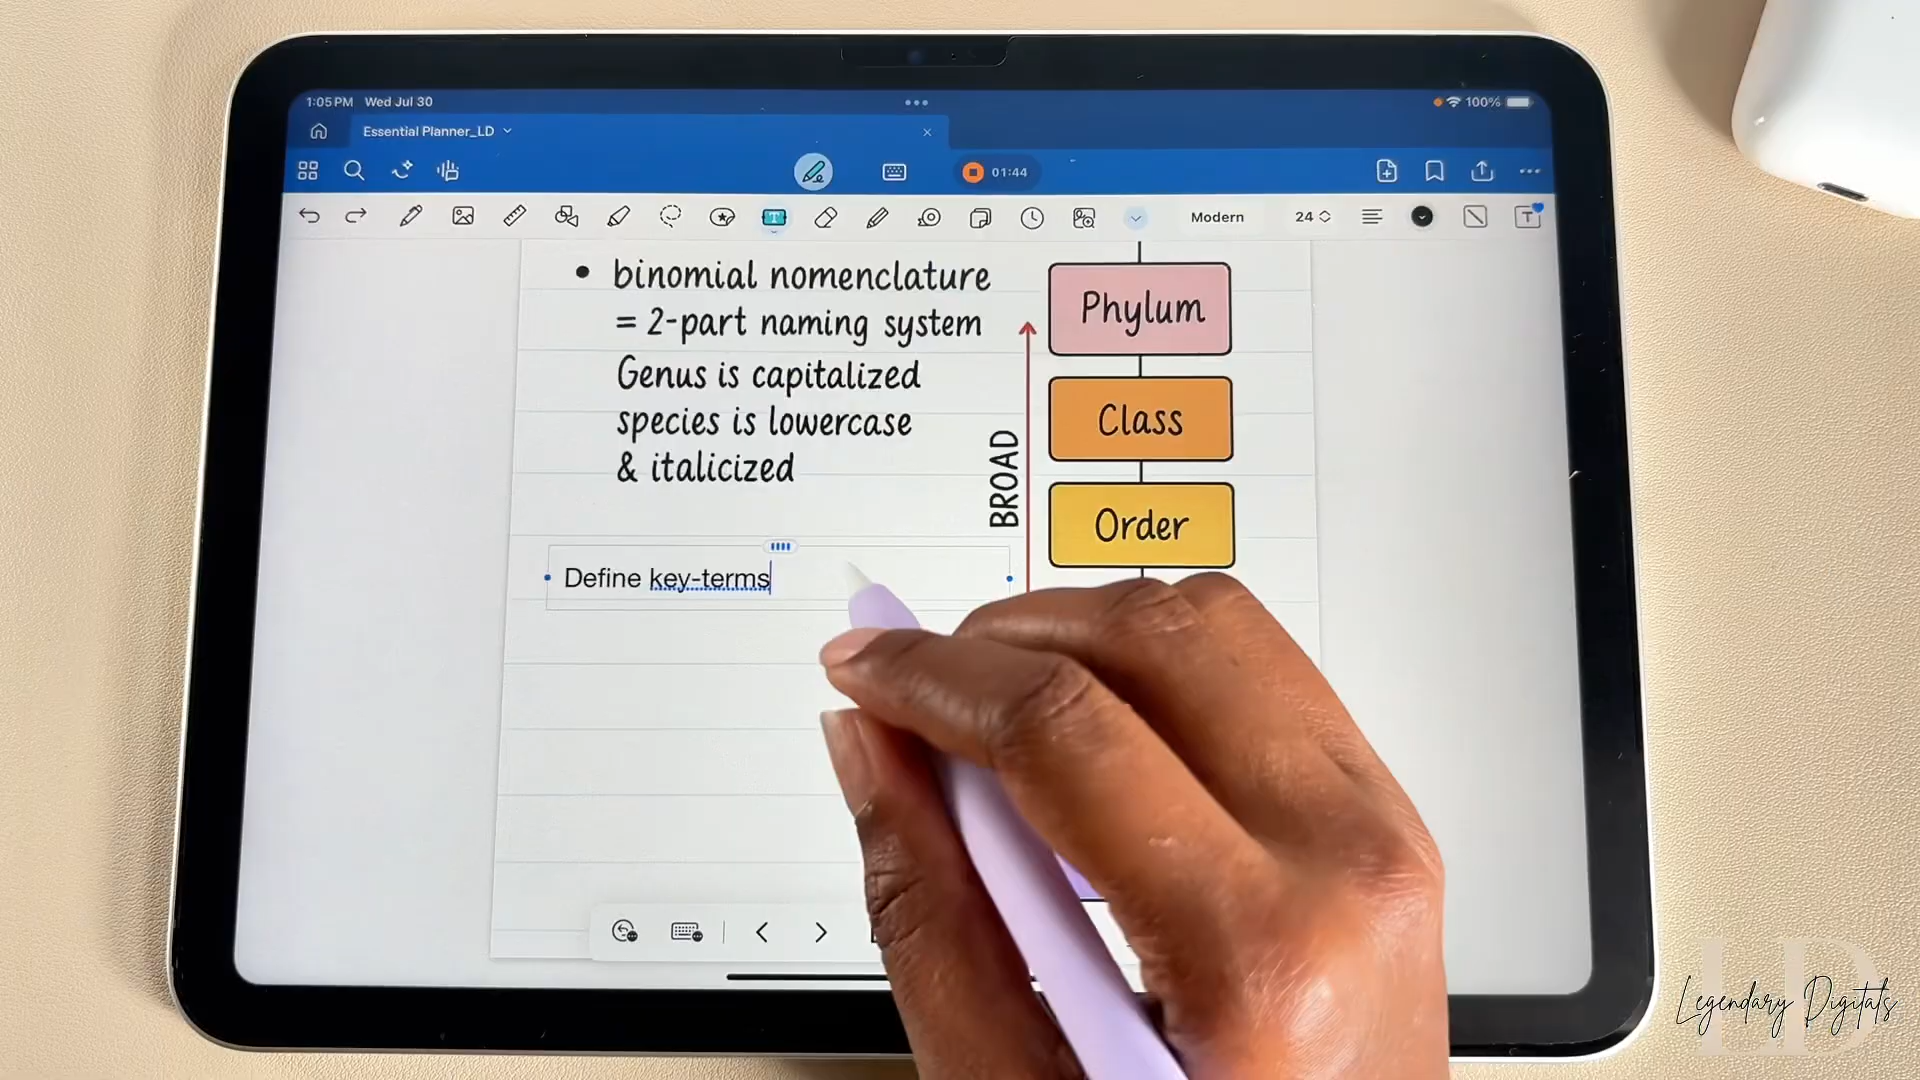 1:05 PM Wed Jul 30
100%
Essential Planner_LD
01:44
Modern
24
• binomial nomenclature
= 2-part naming system
Genus is capitalized
species is lowercase
& italicized
Define key-terms
BROAD
Phylum
Class
Order
LD
Legendary Digitals